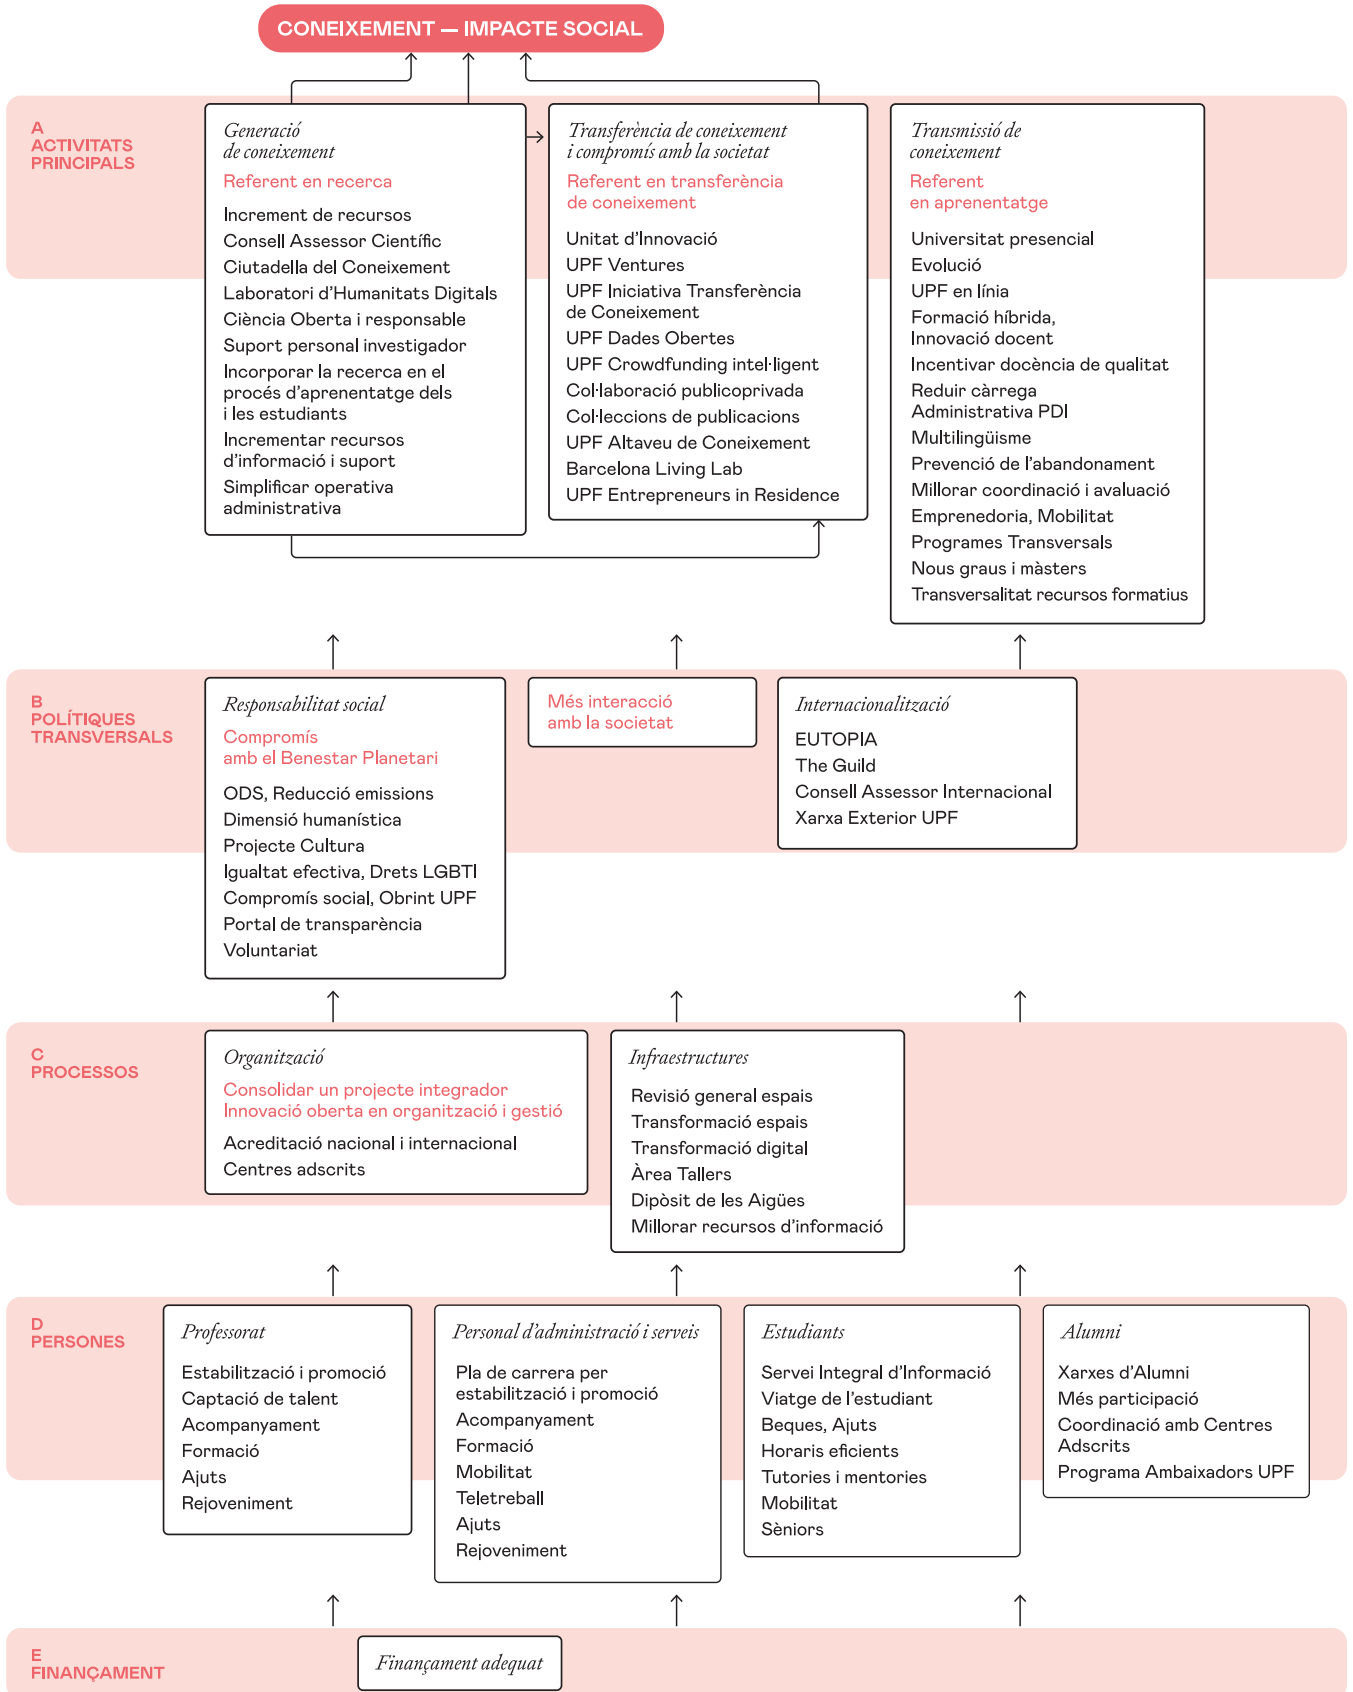 CONEIXEMENT — IMPACTE SOCIAL
A
ACTIVITATS
PRINCIPALS
Generació
de coneixement
Referent en recerca
Increment de recursos
Consell Assessor Científic
Ciutadella del Coneixement
Laboratori d'Humanitats Digitals
Ciència Oberta i responsable
Suport personal investigador
Incorporar la recerca en el
procés d'aprenentatge dels
i les estudiants
Incrementar recursos
d'informació i suport
Simplificar operativa
administrativa
Transferència de coneixement
i compromís amb la societat
Referent en transferència
de coneixement
Unitat d'Innovació
UPF Ventures
UPF Iniciativa Transferència
de Coneixement
UPF Dades Obertes
UPF Crowdfunding intel·ligent
Col·laboració publicoprivada
Col·leccions de publicacions
UPF Altaveu de Coneixement
Barcelona Living Lab
UPF Entrepreneurs in Residence
Transmissió de
coneixement
Referent
en aprenentatge
Universitat presencial
Evolució
UPF en línia
Formació híbrida,
Innovació docent
Incentivar docència de qualitat
Reduir càrrega
Administrativa PDI
Multilingüisme
Prevenció de l'abandonament
Millorar coordinació i avaluació
Emprenedoria, Mobilitat
Programes Transversals
Nous graus i màsters
Transversalitat recursos formatius
B
POLÍTIQUES
TRANSVERSALS
Responsabilitat social
Compromís
amb el Benestar Planetari
ODS, Reducció emissions
Dimensió humanística
Projecte Cultura
Igualtat efectiva, Drets LGBTI
Compromís social, Obrint UPF
Portal de transparència
Voluntariat
Més interacció
amb la societat
Internacionalització
EUTOPIA
The Guild
Consell Assessor Internacional
Xarxa Exterior UPF
C
PROCESSOS
Organització
Consolidar un projecte integrador
Innovació oberta en organització i gestió
Acreditació nacional i internacional
Centres adscrits
Infraestructures
Revisió general espais
Transformació espais
Transformació digital
Àrea Tallers
Dipòsit de les Aigües
Millorar recursos d'informació
D
PERSONES
Professorat
Estabilització i promoció
Captació de talent
Acompanyament
Formació
Ajuts
Rejoveniment
Personal d'administració i serveis
Pla de carrera per
estabilització i promoció
Acompanyament
Formació
Mobilitat
Teletreball
Ajuts
Rejoveniment
Estudiants
Servei Integral d'Informació
Viatge de l'estudiant
Beques, Ajuts
Horaris eficients
Tutories i mentories
Mobilitat
Sèniors
Alumni
Xarxes d'Alumni
Més participació
Coordinació amb Centres
Adscrits
Programa Ambaixadors UPF
E
FINANÇAMENT
Finançament adequat